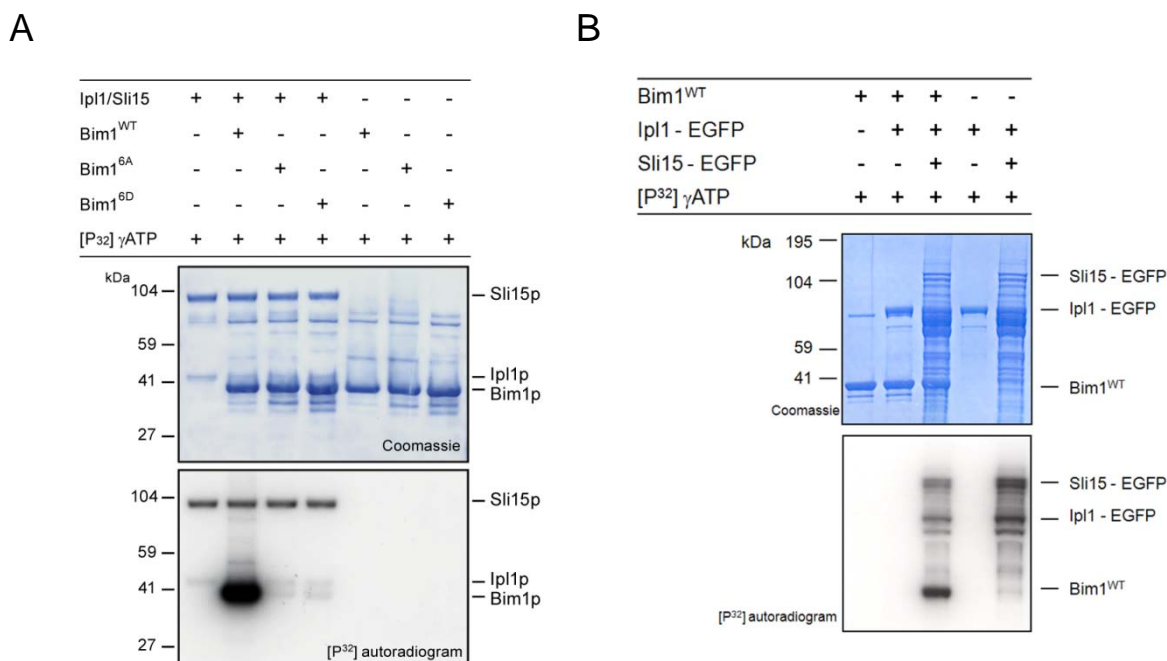 A
Ipl1/Sli15 + + + + - - -
Bim1WT - + - - + - -
Bim16A - - + - - + -
Bim16D - - - + - - +
[P32] γATP + + + + + + +
kDa
104
59
41
27
Sli15p
Ipl1p
Bim1p
Coomassie
104
59
41
27
Sli15p
Ipl1p
Bim1p
[P32] autoradiogram
B
Bim1WT + + + - -
Ipl1 - EGFP - + + + +
Sli15 - EGFP - - + - +
[P32] γATP + + + + +
kDa 195
104
59
41
Sli15 - EGFP
Ipl1 - EGFP
Bim1WT
Coomassie
Sli15 - EGFP
Ipl1 - EGFP
Bim1WT
[P32] autoradiogram